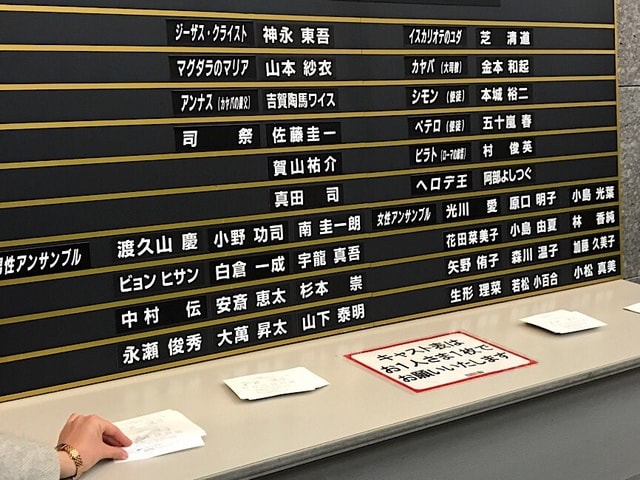 ジーザス・クライスト 神永 東吾 イスカリオテのユダ 芝 清道
マグダラのマリア 山本 紗衣 カヤパ (大司教) 金本 和起
アンナス (カヤパの義父) 吉賀陶馬ワイス シモン (使徒) 本城 裕二
司 祭 佐藤圭一 ペテロ (使徒) 五十嵐 春
賀山祐介 ピラト (ローマの総督) 村 俊英
真田 司 ヘロデ王 阿部よしつぐ
男性アンサンブル 渡久山 慶 小野 功司 南 圭一朗 女性アンサンブル 光川 愛 原口 明子 小島 光葉
ビョン ヒサン 白倉 一成 宇龍 真吾 花田菜美子 小島 由夏 林 香純
中村 伝 安斎 恵太 杉本 崇 矢野 侑子 森川 温子 加藤 久美子
永瀬 俊秀 大萬 昇太 山下 泰明 生形 理菜 若松 小百合 小松 真美
キャスト表は
お1人さま1枚で
お願いいたします